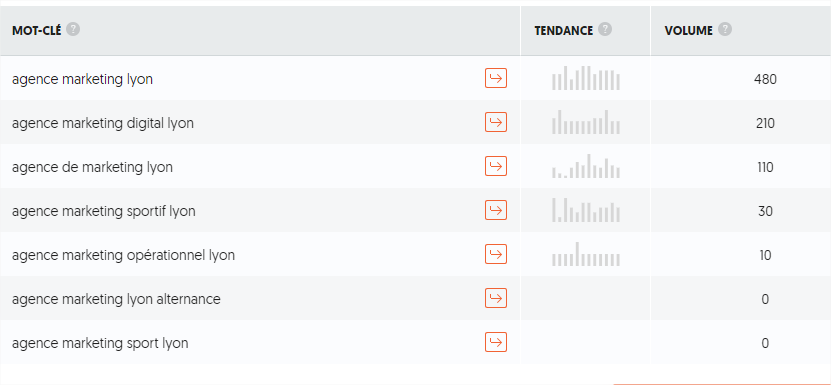 MOT-CLÉ ? TENDANCE ? VOLUME ?
agence marketing lyon 480
agence marketing digital lyon 210
agence de marketing lyon 110
agence marketing sportif lyon 30
agence marketing opérationnel lyon 10
agence marketing lyon alternance 0
agence marketing sport lyon 0